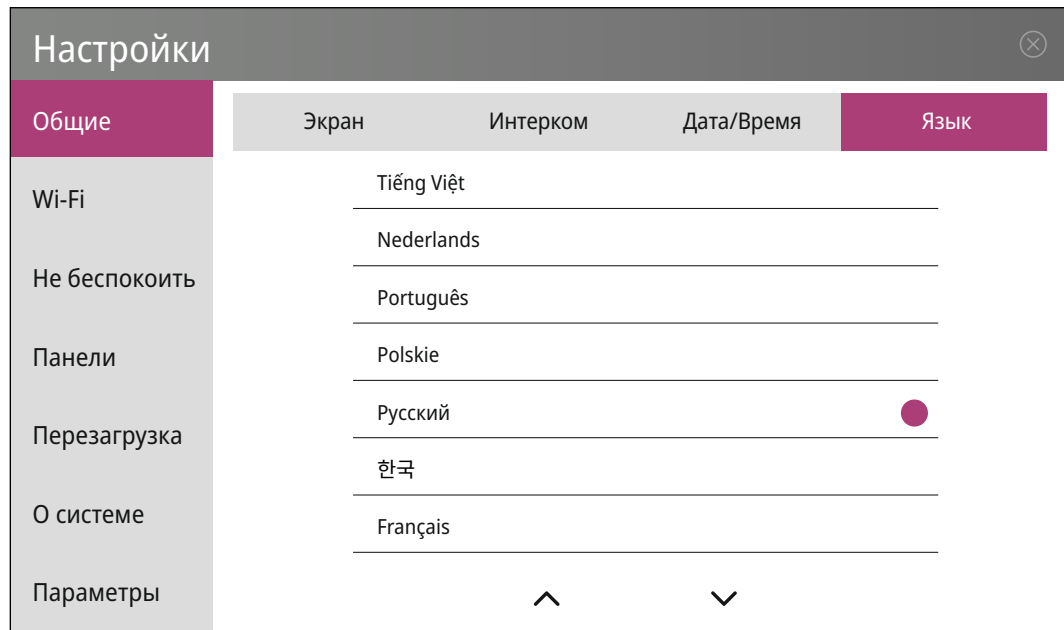 Настройки
Общие
Wi-Fi
Не беспокоить
Панели
Перезагрузка
О системе
Параметры
Экран Интерком Дата/Время Язык
Tiếng Việt
Nederlands
Português
Polskie
Русский
한국
Français